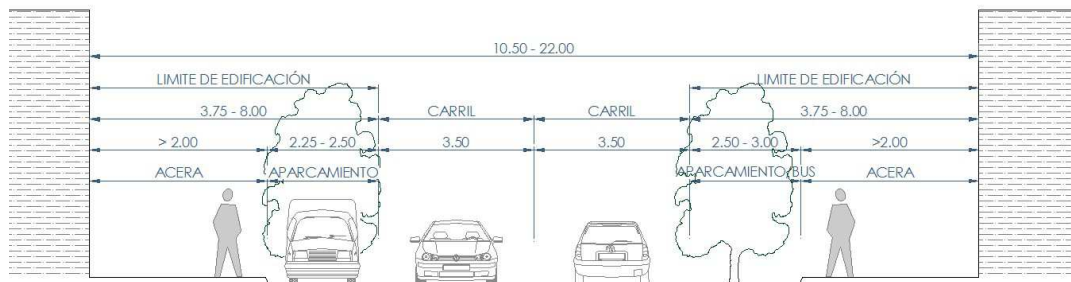 10.50 - 22.00
LIMITE DE EDIFICACIÓN LIMITE DE EDIFICACIÓN
3.75 - 8.00 CARRIL CARRIL 3.75 - 8.00
> 2.00 2.25 - 2.50 3.50 3.50 2.50 - 3.00 >2.00
ACERA APARCAMIENTO APARCAMIENTO/BUS ACERA